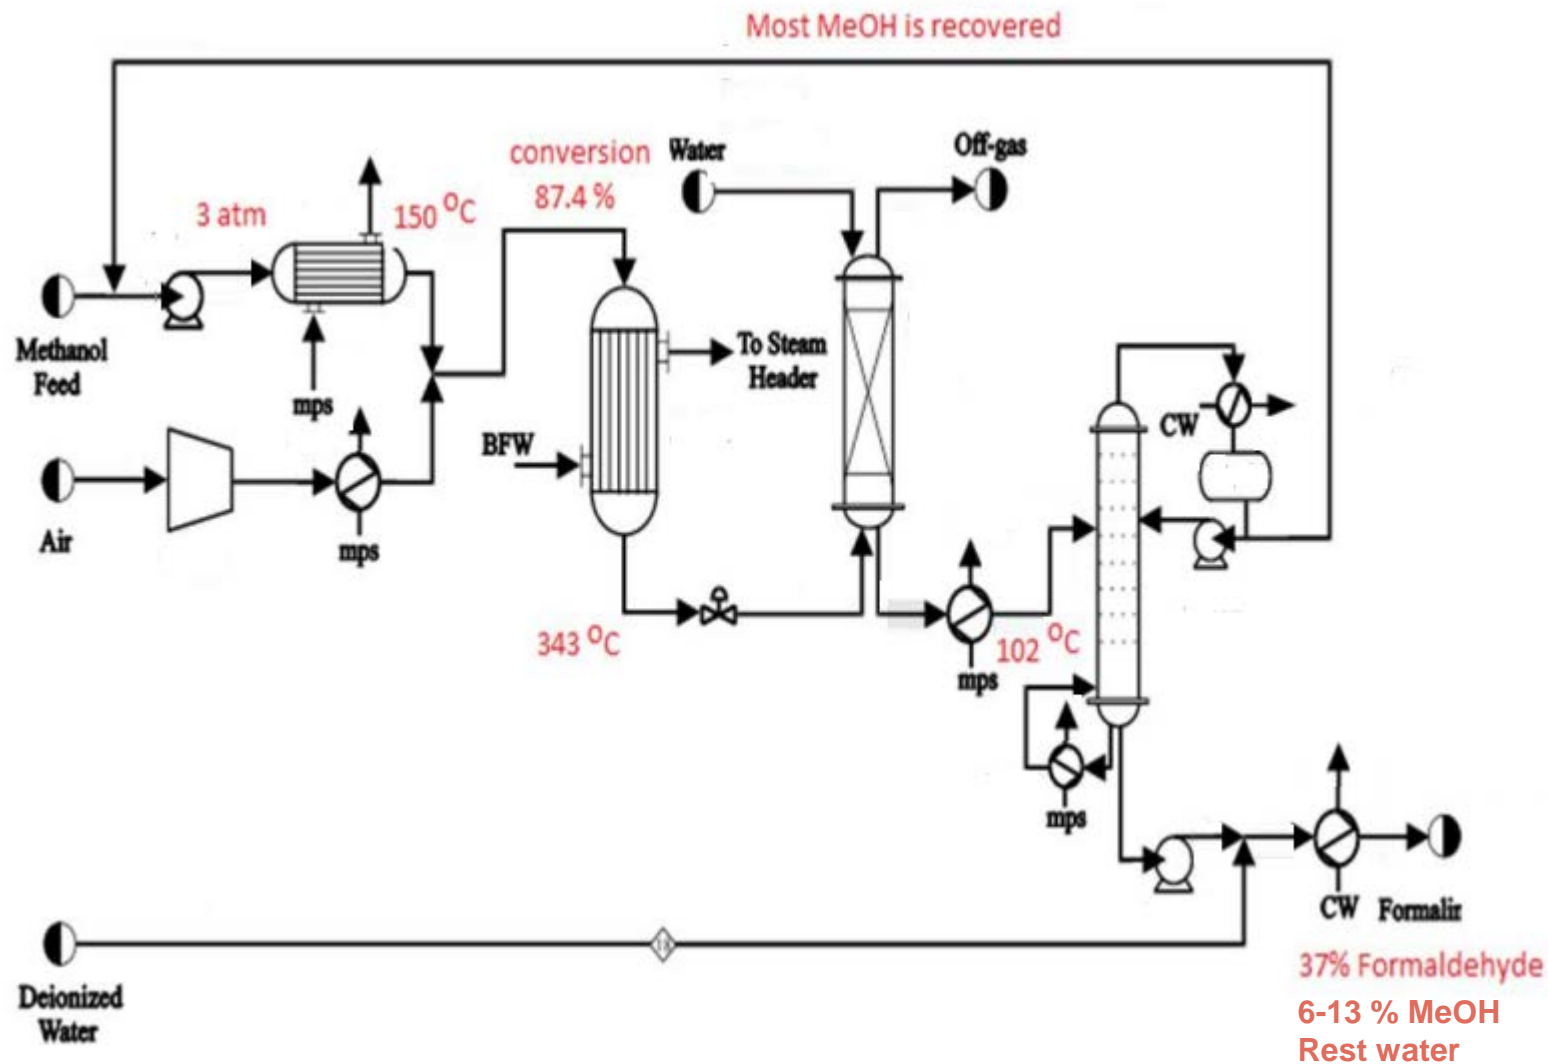 Most MeOH is recovered
conversion
87.4 %
Water
Off-gas
3 atm
150 °C
Methanol
Feed
mps
To Steam
Header
BFW
CW
Air
mps
343 °C
102 °C
mps
mps
CW
Formalir
37% Formaldehyde
6-13 % MeOH
Rest water
Deionized
Water